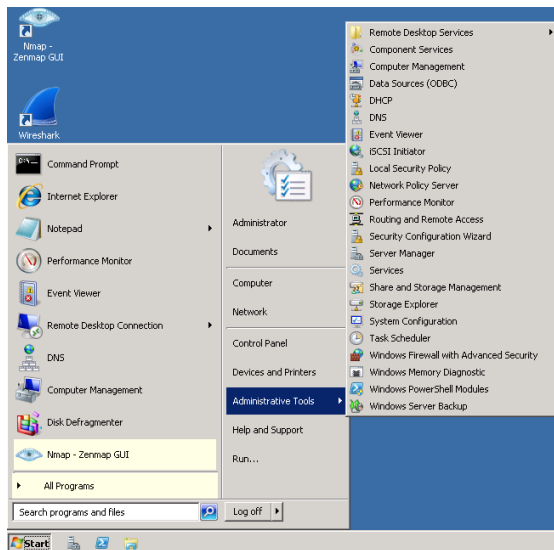 Nmap -
Zenmap GUI
Wireshark
Command Prompt
Internet Explorer
Notepad
Performance Monitor
Event Viewer
Remote Desktop Connection
DNS
Computer Management
Disk Defragmenter
Nmap - Zenmap GUI
All Programs
Search programs and files
Administrator
Documents
Computer
Network
Control Panel
Devices and Printers
Administrative Tools
Help and Support
Run...
Log off
Remote Desktop Services
Component Services
Computer Management
Data Sources (ODBC)
DHCP
DNS
Event Viewer
iSCSI Initiator
Local Security Policy
Network Policy Server
Performance Monitor
Routing and Remote Access
Security Configuration Wizard
Server Manager
Services
Share and Storage Management
Storage Explorer
System Configuration
Task Scheduler
Windows Firewall with Advanced Security
Windows Memory Diagnostic
Windows PowerShell Modules
Windows Server Backup
Start